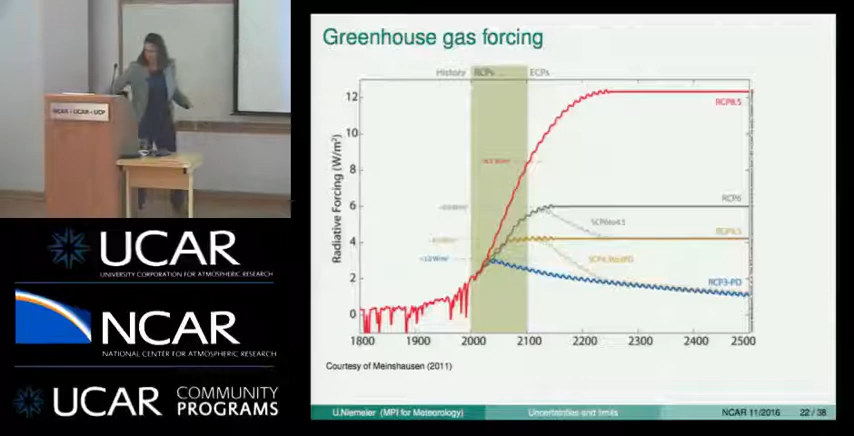 Greenhouse gas forcing
History
RCPs
ECPs
12
10
8
6
4
2
0
Radiative Forcing (W/m²)
RCP8.5
RCP6
SCP6to4.5
RCP4.5
RCP3-PD
1800
1900
2000
2100
2200
2300
2400
2500
Courtesy of Meinshausen (2011)
U.Niemeier (MPI for Meteorology)
Uncertainties and limits
NCAR 11/2016
22 / 38
NCAR • UCAR • UCP
UCAR
UNIVERSITY CORPORATION FOR ATMOSPHERIC RESEARCH
NCAR
NATIONAL CENTER FOR ATMOSPHERIC RESEARCH
UCAR
COMMUNITY
PROGRAMS